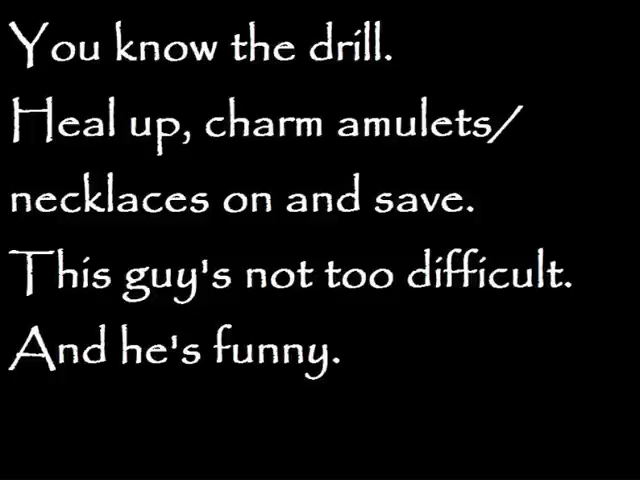 You know the drill.
Heal up, charm amulets/
necklaces on and save.
This guy's not too difficult.
And he's funny.